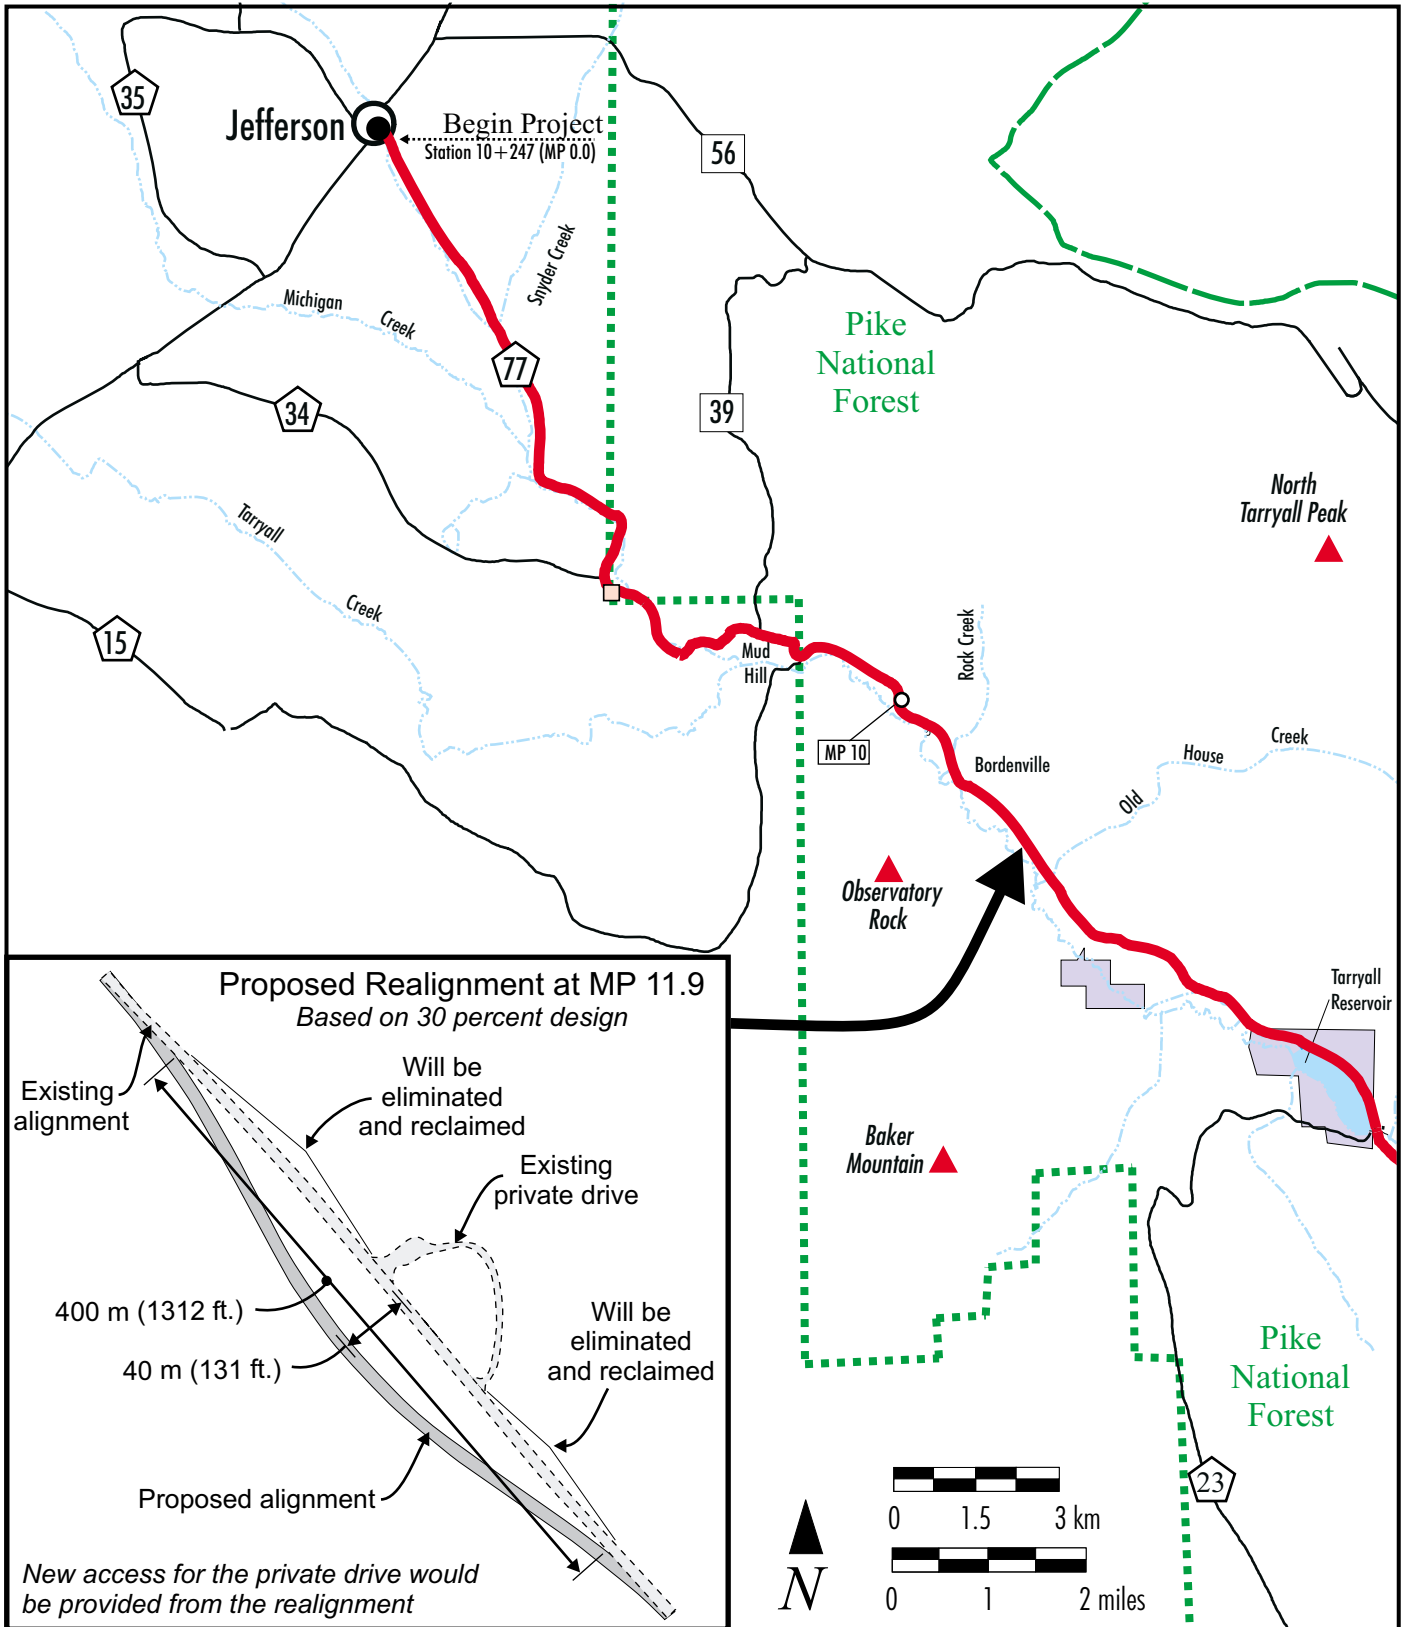 35
Jefferson
Begin Project
Station 10+247 (MP 0.0)
56
Snyder Creek
Michigan
Creek
77
34
39
Pike
National
Forest
North
Tarryall Peak
Tarryall
Creek
15
Mud
Hill
Rock Creek
MP 10
Bordenville
Old
House
Creek
Observatory
Rock
Tarryall
Reservoir
Baker
Mountain
Pike
National
Forest
23
Proposed Realignment at MP 11.9
Based on 30 percent design
Existing
alignment
Will be
eliminated
and reclaimed
Existing
private drive
400 m (1312 ft.)
40 m (131 ft.)
Will be
eliminated
and reclaimed
Proposed alignment
New access for the private drive would
be provided from the realignment
N
0 1.5 3 km
0 1 2 miles